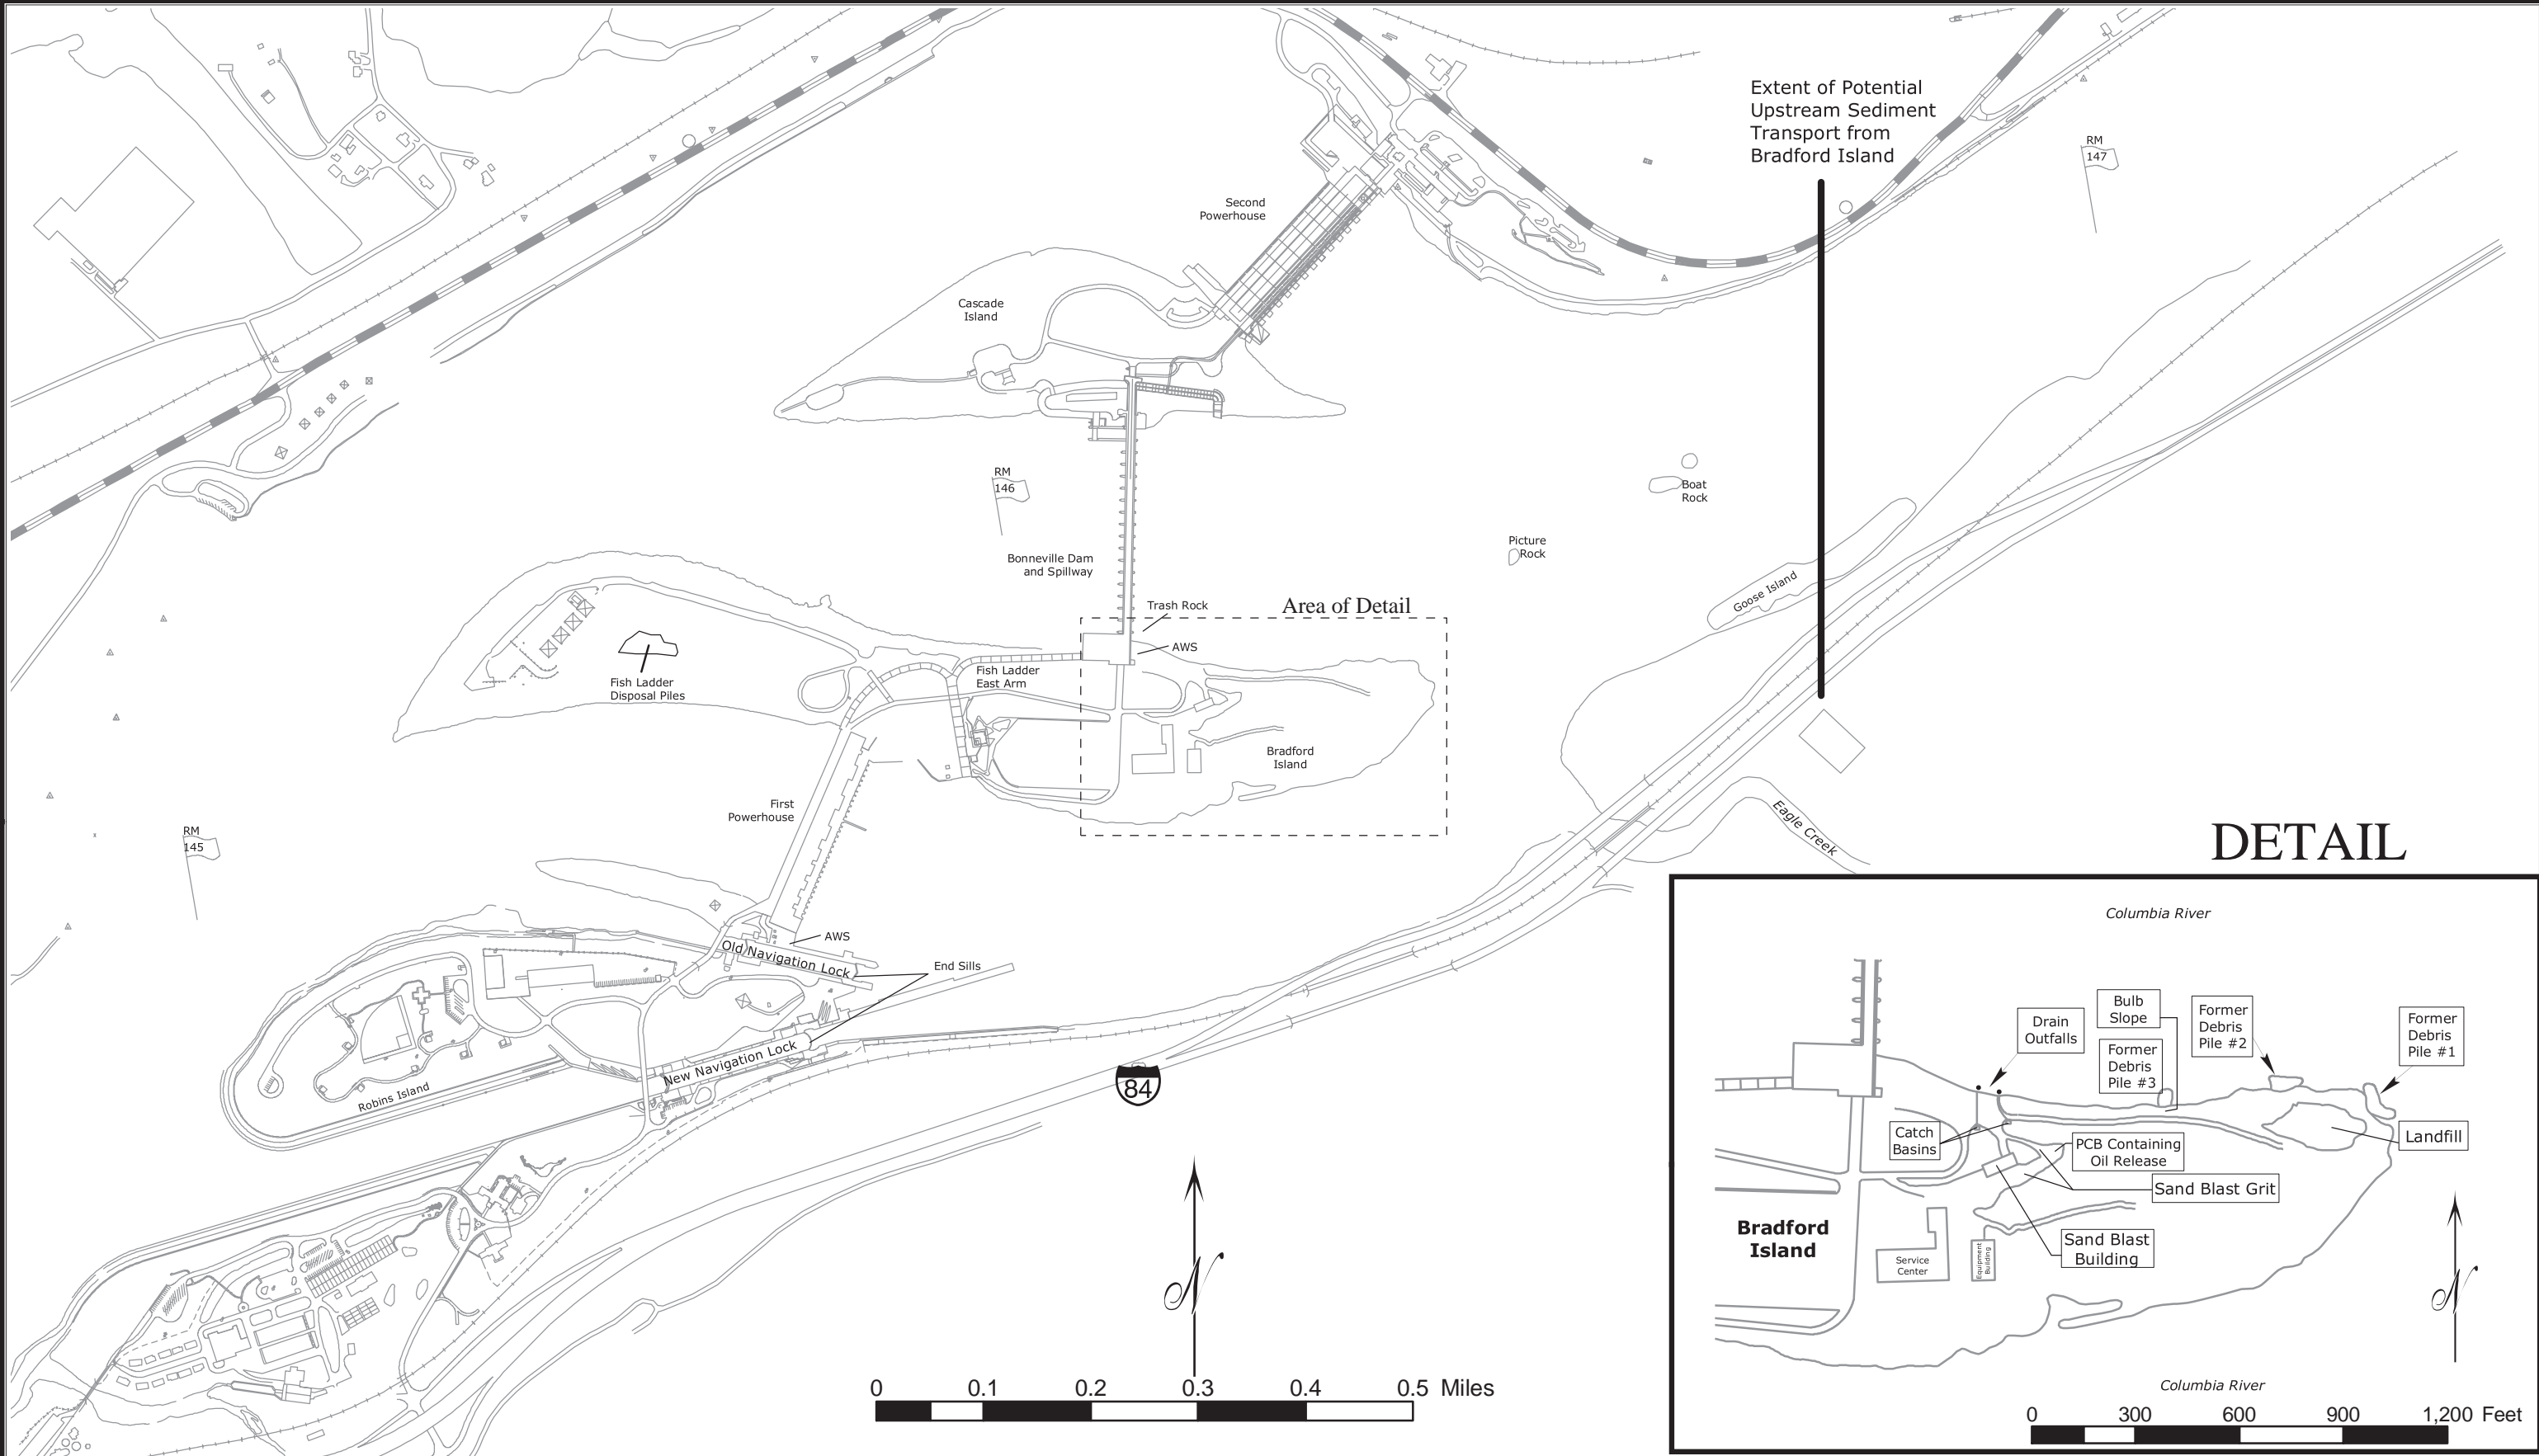 Extent of Potential
Upstream Sediment
Transport from
Bradford Island
RM
147
Second
Powerhouse
Cascade
Island
RM
146
Boat
Rock
Picture
Rock
Bonneville Dam
and Spillway
Goose Island
Trash Rock
Area of Detail
AWS
Fish Ladder
East Arm
Fish Ladder
Disposal Piles
Bradford
Island
First
Powerhouse
Eagle Creek
RM
145
AWS
Old Navigation Lock
End Sills
New Navigation Lock
Robins Island
84
N
0 0.1 0.2 0.3 0.4 0.5 Miles
DETAIL
Columbia River
Bulb
Slope
Former
Debris
Pile #2
Former
Debris
Pile #1
Drain
Outfalls
Former
Debris
Pile #3
Catch
Basins
PCB Containing
Oil Release
Landfill
Sand Blast Grit
Bradford
Island
Sand Blast
Building
Service
Center
Equipment
Building
N
Columbia River
0 300 600 900 1,200 Feet